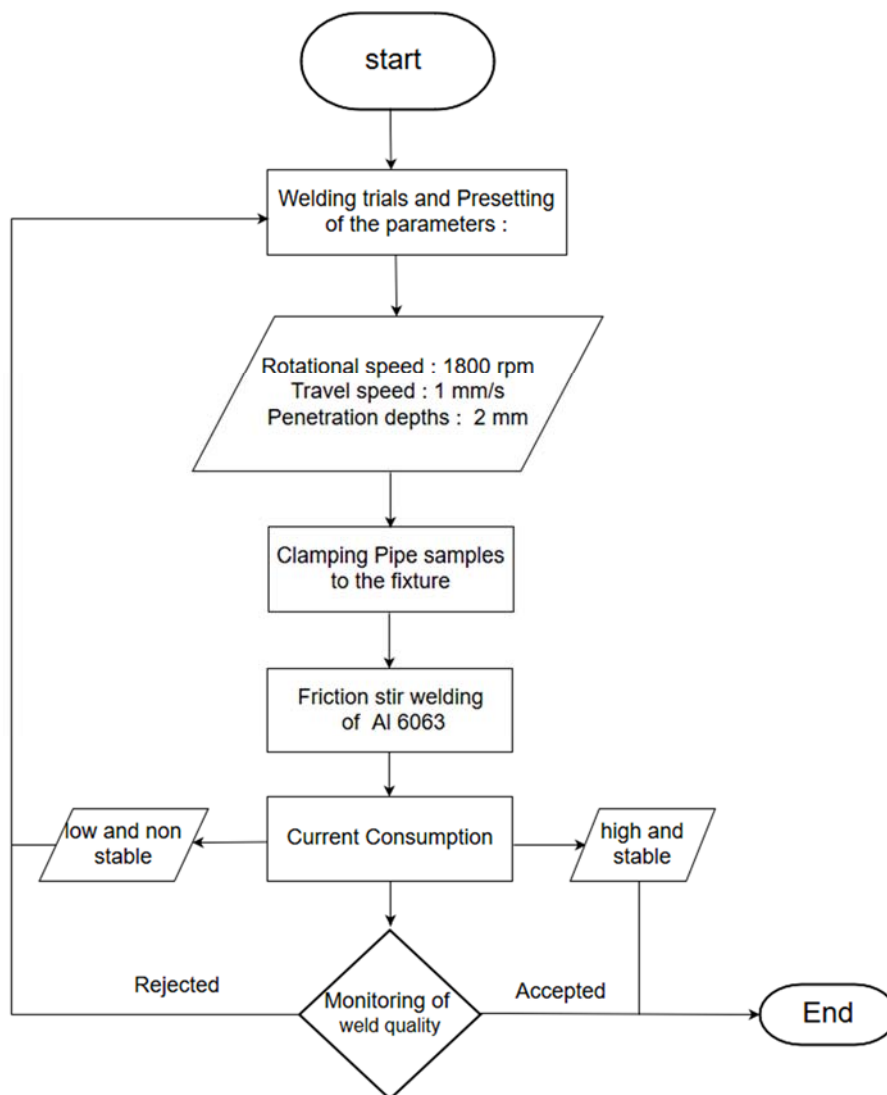 start
Welding trials and Presetting
of the parameters :
Rotational speed : 1800 rpm
Travel speed : 1 mm/s
Penetration depths :  2 mm
Clamping Pipe samples
to the fixture
Friction stir welding
of  Al 6063
low and non
stable
Current Consumption
high and
stable
Rejected
Monitoring of
weld quality
Accepted
End